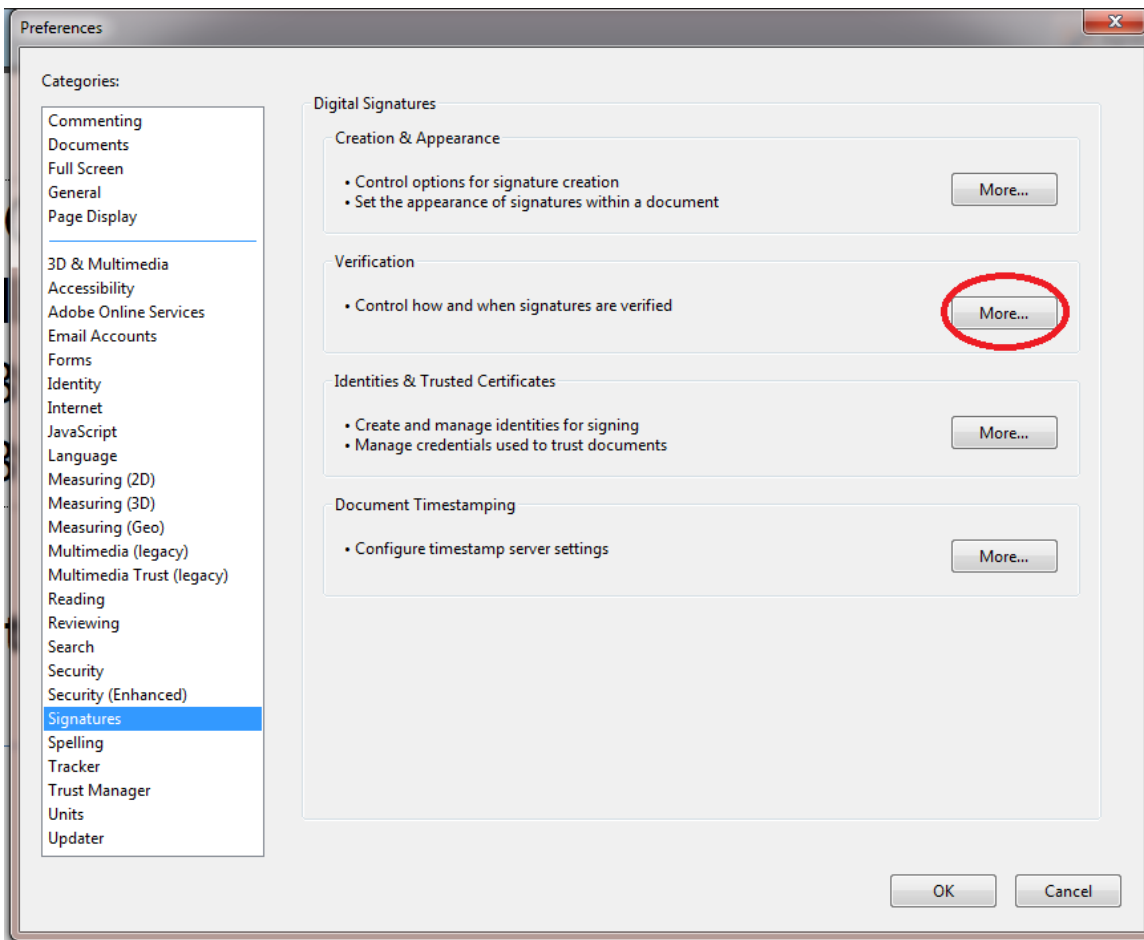 Preferences
Categories:
Commenting
Documents
Full Screen
General
Page Display
3D & Multimedia
Accessibility
Adobe Online Services
Email Accounts
Forms
Identity
Internet
JavaScript
Language
Measuring (2D)
Measuring (3D)
Measuring (Geo)
Multimedia (legacy)
Multimedia Trust (legacy)
Reading
Reviewing
Search
Security
Security (Enhanced)
Signatures
Spelling
Tracker
Trust Manager
Units
Updater
Digital Signatures
Creation & Appearance
• Control options for signature creation
• Set the appearance of signatures within a document
More...
Verification
• Control how and when signatures are verified
More...
Identities & Trusted Certificates
• Create and manage identities for signing
• Manage credentials used to trust documents
More...
Document Timestamping
• Configure timestamp server settings
More...
OK
Cancel